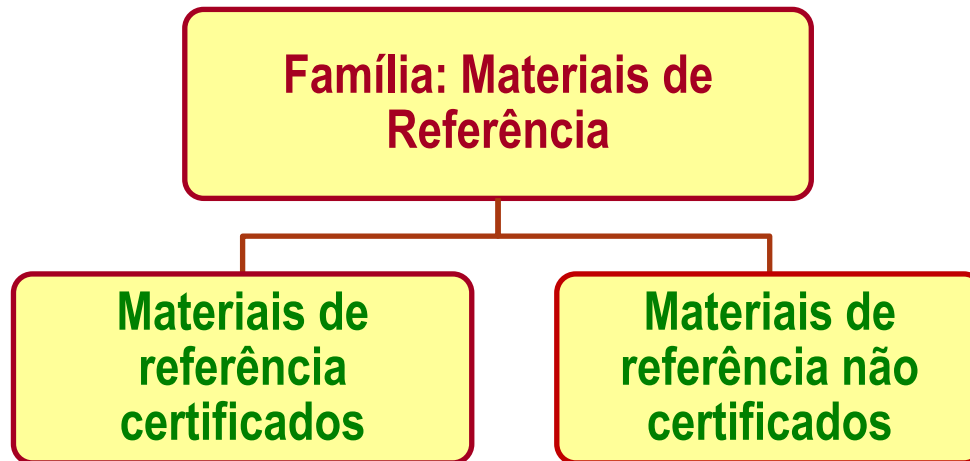 Família: Materiais de
Referência
Materiais de
referência
certificados
Materiais de
referência não
certificados